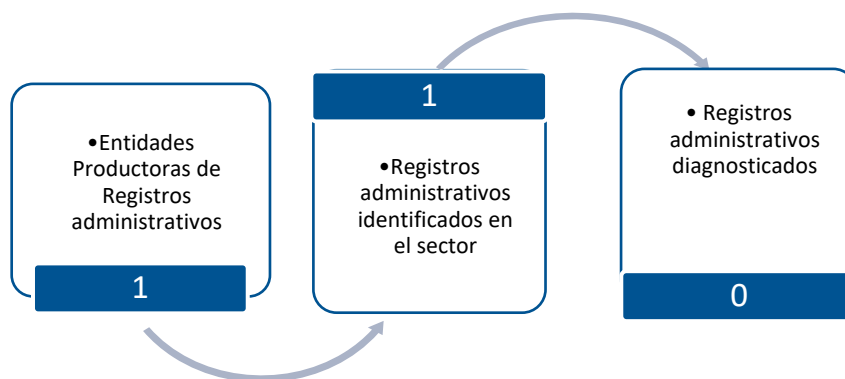 •Entidades
Productoras de
Registros
administrativos
1
1
•Registros
administrativos
identificados en
el sector
• Registros
administrativos
diagnosticados
0